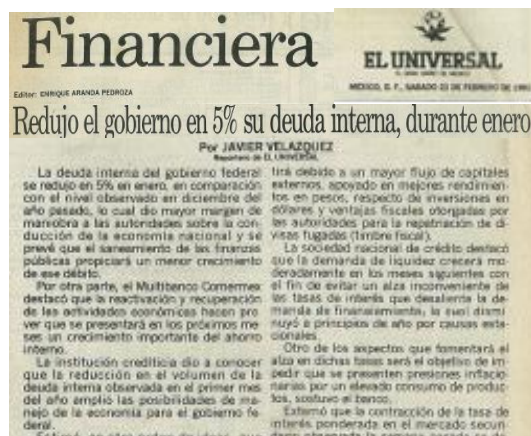 Financiera
EL UNIVERSAL
Editor: ENRIQUE ARANDA PEDROZA
MEXICO, D. F., SABADO 23 DE FEBRERO DE
Redujo el gobierno en 5% su deuda interna, durante enero
Por JAVIER VELAZQUEZ
Reportero de EL UNIVERSAL
La deuda interna del gobierno federal
se redujo en 5% en enero, en comparación
con el nivel observado en diciembre del
año pasado, lo cual dio mayor margen de
maniobra a las autoridades sobre la con-
ducción de la economía nacional y se
prevé que el saneamiento de las finanzas
públicas propiciará un menor crecimiento
de ese débito.
Por otra parte, el Multibanco Comermex
destacó que la reactivación y recuperación
de las actividades económicas hacen pre-
ver que se presentará en los próximos me-
ses un crecimiento importante del ahorro
interno.
La institución crediticia dio a conocer
que la reducción en el volumen de la
deuda interna observada en el primer mes
del año amplió las posibilidades de ma-
nejo de la economía para el gobierno fe-
deral.
tirá debido a un mayor flujo de capitales
externos, apoyado en mejores rendimien-
tos en pesos, respecto de inversiones en
dólares y ventajas fiscales otorgadas por
las autoridades para la repatriación de di-
visas fugadas (timbre fiscal).
La sociedad nacional de crédito destacó
que la demanda de liquidez crecerá mo-
deradamente en los meses siguientes con
el fin de evitar un alza inconveniente de
las tasas de interés que desaliente la de-
manda de financiamiento, la cual dismi-
nuyó a principios de año por causas esta-
cionales.
Otro de los aspectos que fomentará el
alza en dichas tasas será el objetivo de im-
pedir que se presenten presiones inflacio-
narias por un elevado consumo de produc-
tos, sostuvo el banco.
Externó que la contracción de la tasa de
interés ponderada en el mercado secun-